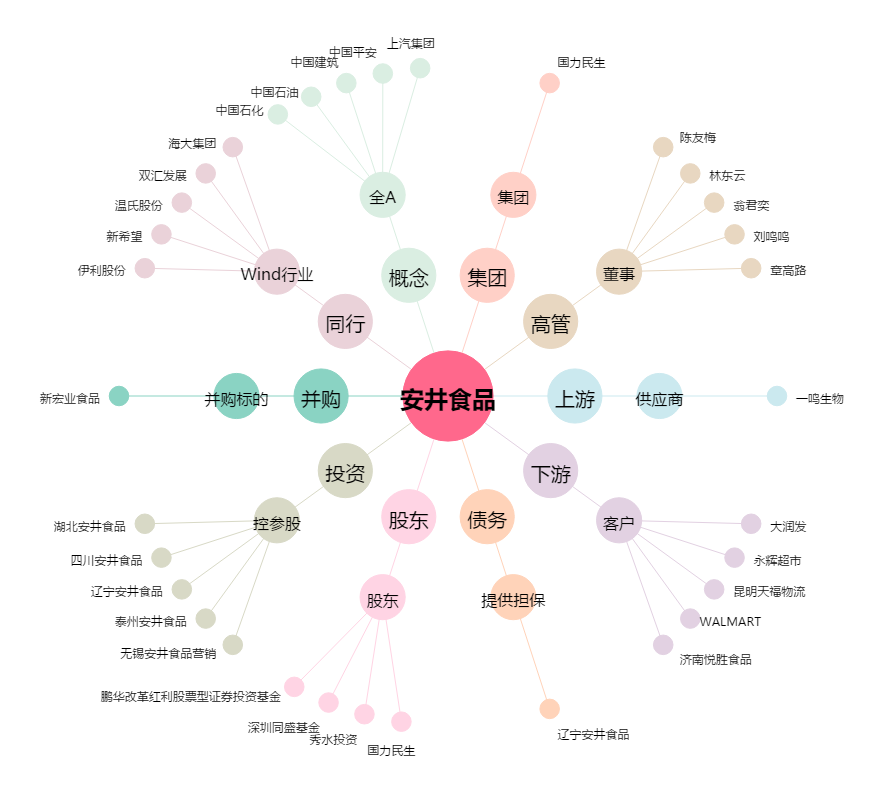 上汽集团
中国平安
中国建筑
国力民生
中国石油
中国石化
陈友梅
海大集团
双汇发展
林东云
全A
集团
温氏股份
翁君奕
新希望
刘鸣鸣
伊利股份
Wind行业
概念
集团
董事
章高路
同行
高管
新宏业食品
并购标的
并购
安井食品
上游
供应商
一鸣生物
投资
下游
湖北安井食品
控参股
股东
债务
客户
大润发
四川安井食品
永辉超市
辽宁安井食品
昆明天福物流
股东
提供担保
泰州安井食品
WALMART
无锡安井食品营销
济南悦胜食品
鹏华改革红利股票型证券投资基金
深圳同盛基金
秀水投资
国力民生
辽宁安井食品